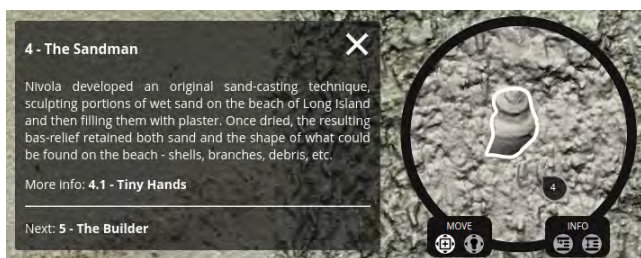 4 - The Sandman
Nivola developed an original sand-casting technique,
sculpting portions of wet sand on the beach of Long Island
and then filling them with plaster. Once dried, the resulting
bas-relief retained both sand and the shape of what could
be found on the beach - shells, branches, debris, etc.
More info: 4.1 - Tiny Hands
Next: 5 - The Builder
4
MOVE
INFO